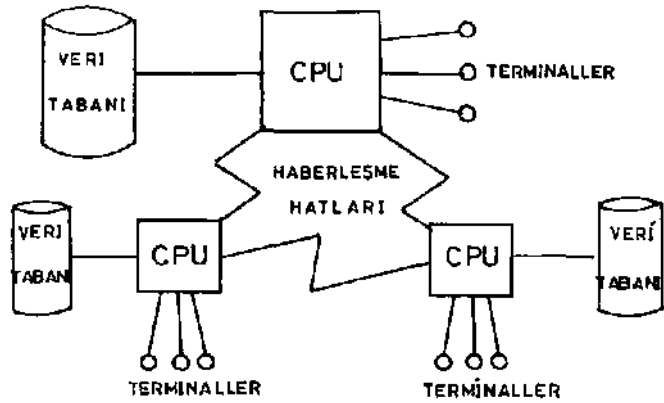 VERI
TABANI
CPU
TERMINALLER
HABERLEŞME
HATLARI
VERI
TABANI
CPU
TERMINALLER
CPU
TERMİNALLER
VERİ
TABANI